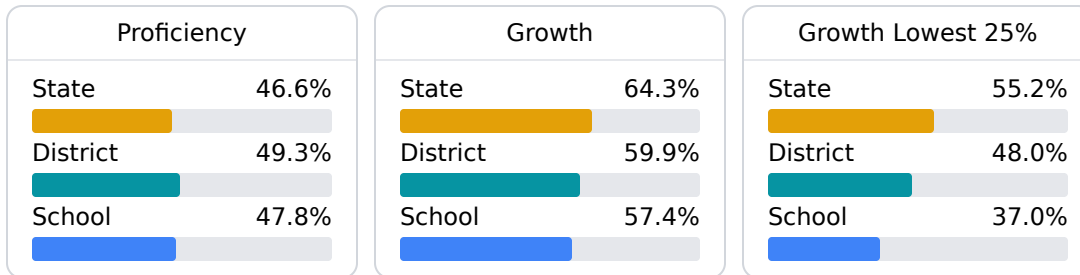 Proficiency
State 46.6%
District 49.3%
School 47.8%
Growth
State 64.3%
District 59.9%
School 57.4%
Growth Lowest 25%
State 55.2%
District 48.0%
School 37.0%